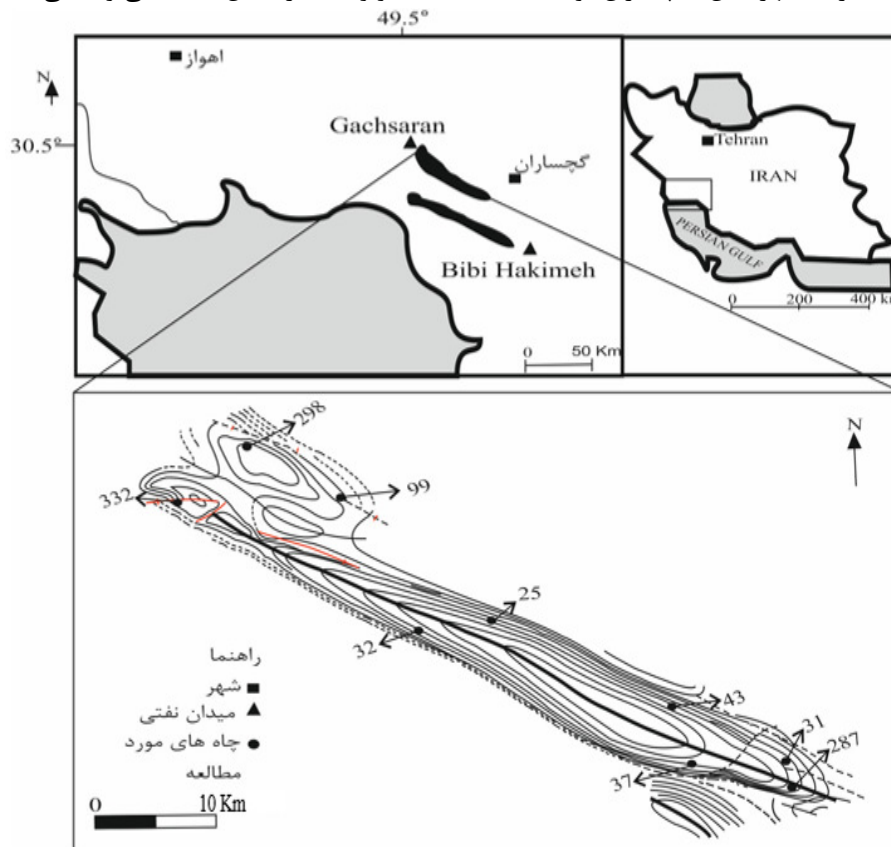 49.5°
N
اهواز
Gachsaran
30.5°
گچساران
Bibi Hakimeh
0 50 Km
Tehran
IRAN
PERSIAN GULF
0 200 400 km
298
N
332
99
25
32
43
31
287
37
راهنما
شهر
میدان نفتی
چاه های مورد
مطالعه
0 10 Km